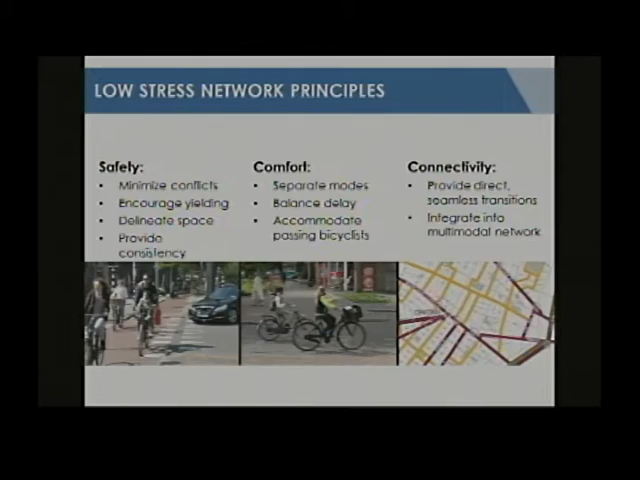 LOW STRESS NETWORK PRINCIPLES
Safety:
• Minimize conflicts
• Encourage yielding
• Delineate space
• Provide
consistency
Comfort:
• Separate modes
• Balance delay
• Accommodate
passing bicyclists
Connectivity:
• Provide direct,
seamless transitions
• Integrate into
multimodal network